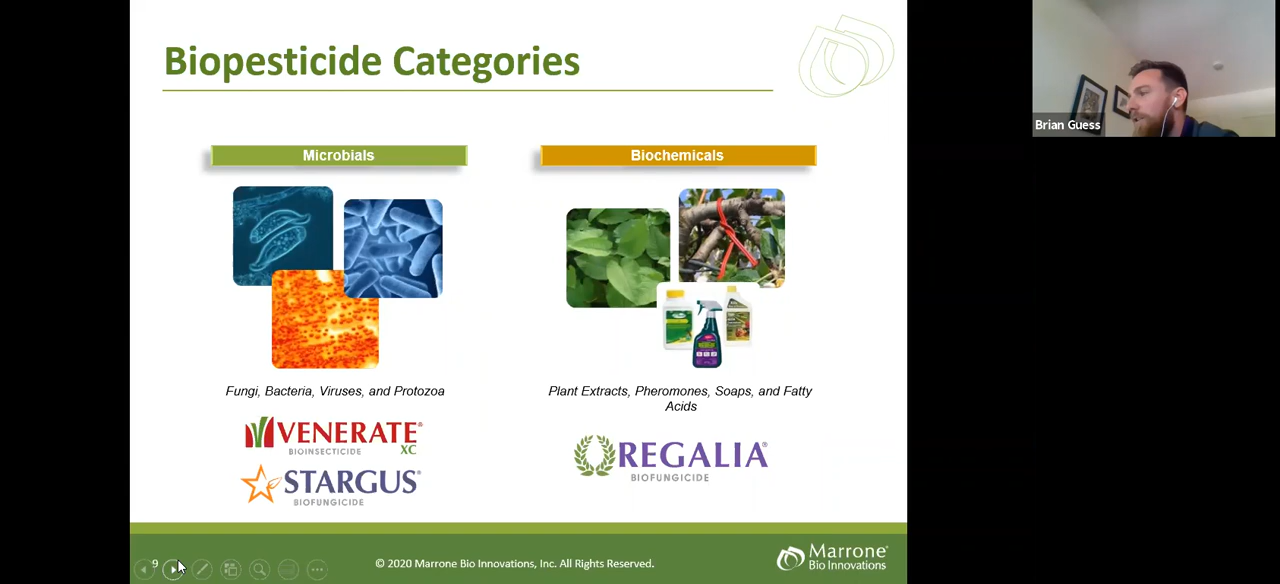 Biopesticide Categories
Microbials
Fungi, Bacteria, Viruses, and Protozoa
VENERATE®
XC
BIOINSECTICIDE
STARGUS®
BIOFUNGICIDE
Biochemicals
Plant Extracts, Pheromones, Soaps, and Fatty
Acids
REGALIA®
BIOFUNGICIDE
9
© 2020 Marrone Bio Innovations, Inc. All Rights Reserved.
Marrone®
Bio Innovations
Brian Guess